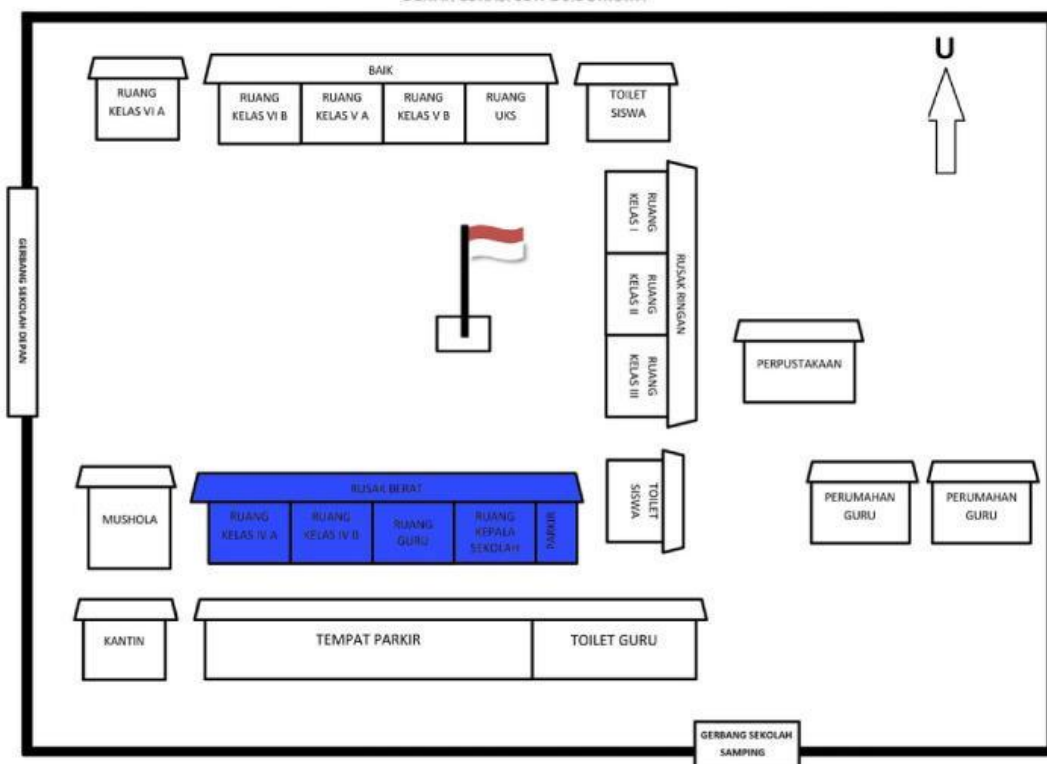 U
BAIK
RUANG
KELAS VI A
RUANG
KELAS VI B
RUANG
KELAS V A
RUANG
KELAS V B
RUANG
UKS
TOILET
SISWA
RUANG
KELAS I
RUANG
KELAS II
RUANG
KELAS III
RUSAK RINGAN
GERBANG SEKOLAH DEPAN
PERPUSTAKAAN
MUSHOLA
RUSAK BERAT
RUANG
KELAS IV A
RUANG
KELAS IV B
RUANG
GURU
RUANG
KEPALA
SEKOLAH
PARKIR
TOILET
SISWA
PERUMAHAN
GURU
PERUMAHAN
GURU
KANTIN
TEMPAT PARKIR
TOILET GURU
GERBANG SEKOLAH
SAMPING